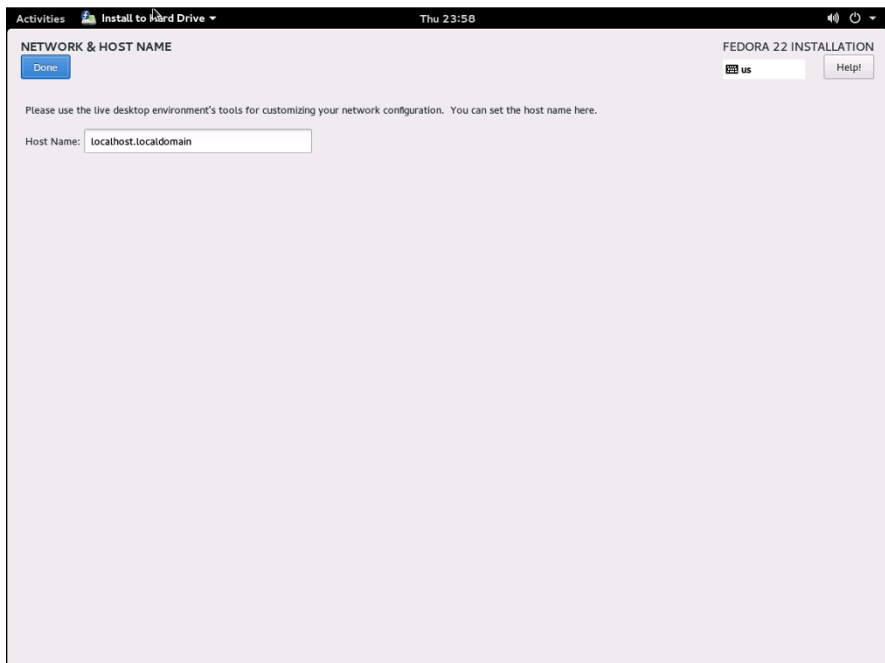 Activities Install to Hard Drive Thu 23:58
NETWORK & HOST NAME FEDORA 22 INSTALLATION
Done us Help!
Please use the live desktop environment's tools for customizing your network configuration. You can set the host name here.
Host Name: localhost.localdomain